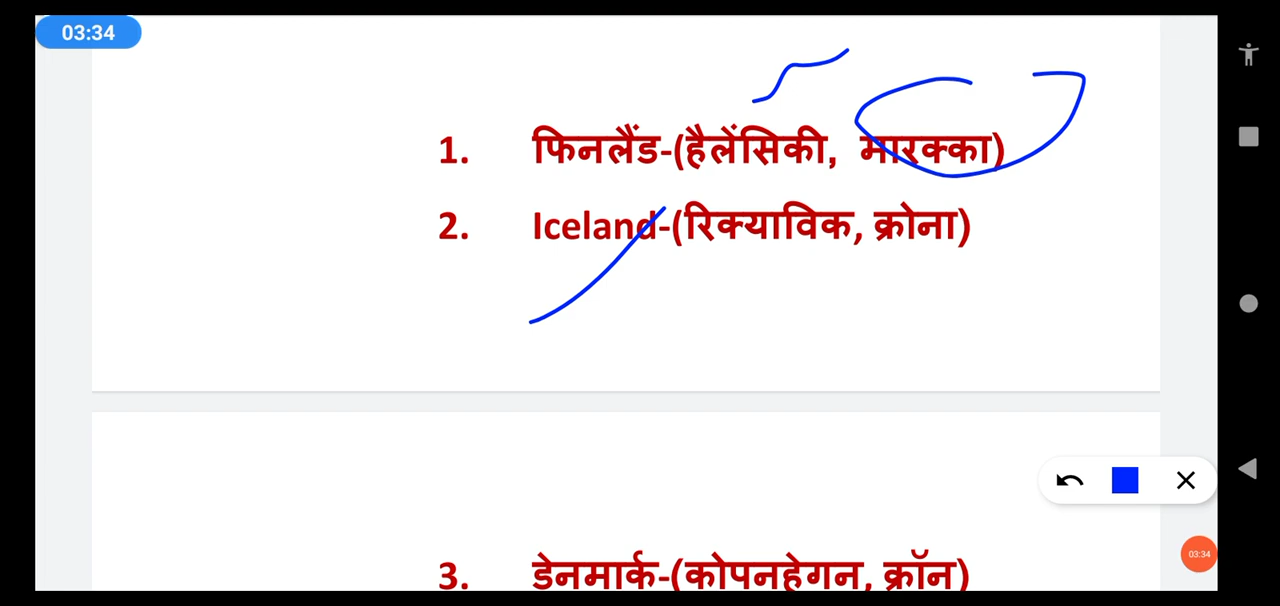 03:34
1. फिनलैंड-(हैलेंसिकी, मारक्का)
2. Iceland-(रिक्याविक, क्रोना)
3. डेनमार्क-(कोपनहेगन, क्रॉन)
03:34